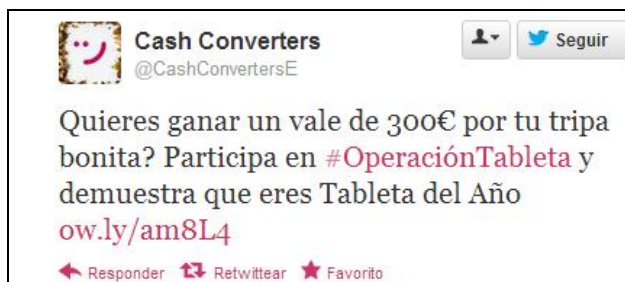 Cash Converters
@CashConvertersE
Seguir
Quieres ganar un vale de 300€ por tu tripa
bonita? Participa en #OperaciónTableta y
demuestra que eres Tableta del Año
ow.ly/am8L4
Responder Retwittear Favorito